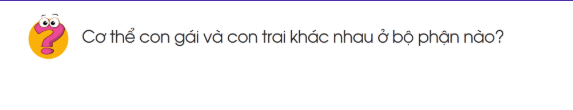 Cơ thể con gái và con trai khác nhau ở bộ phận nào?